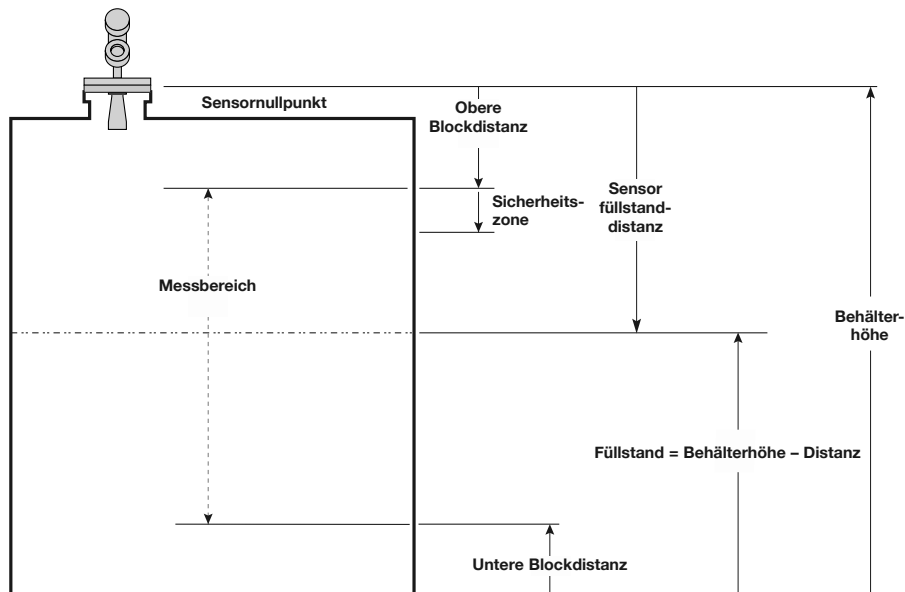 Sensornullpunkt
Obere
Blockdistanz
Sicherheits-
zone
Sensor
füllstand-
distanz
Messbereich
Behälter-
höhe
Füllstand = Behälterhöhe – Distanz
Untere Blockdistanz